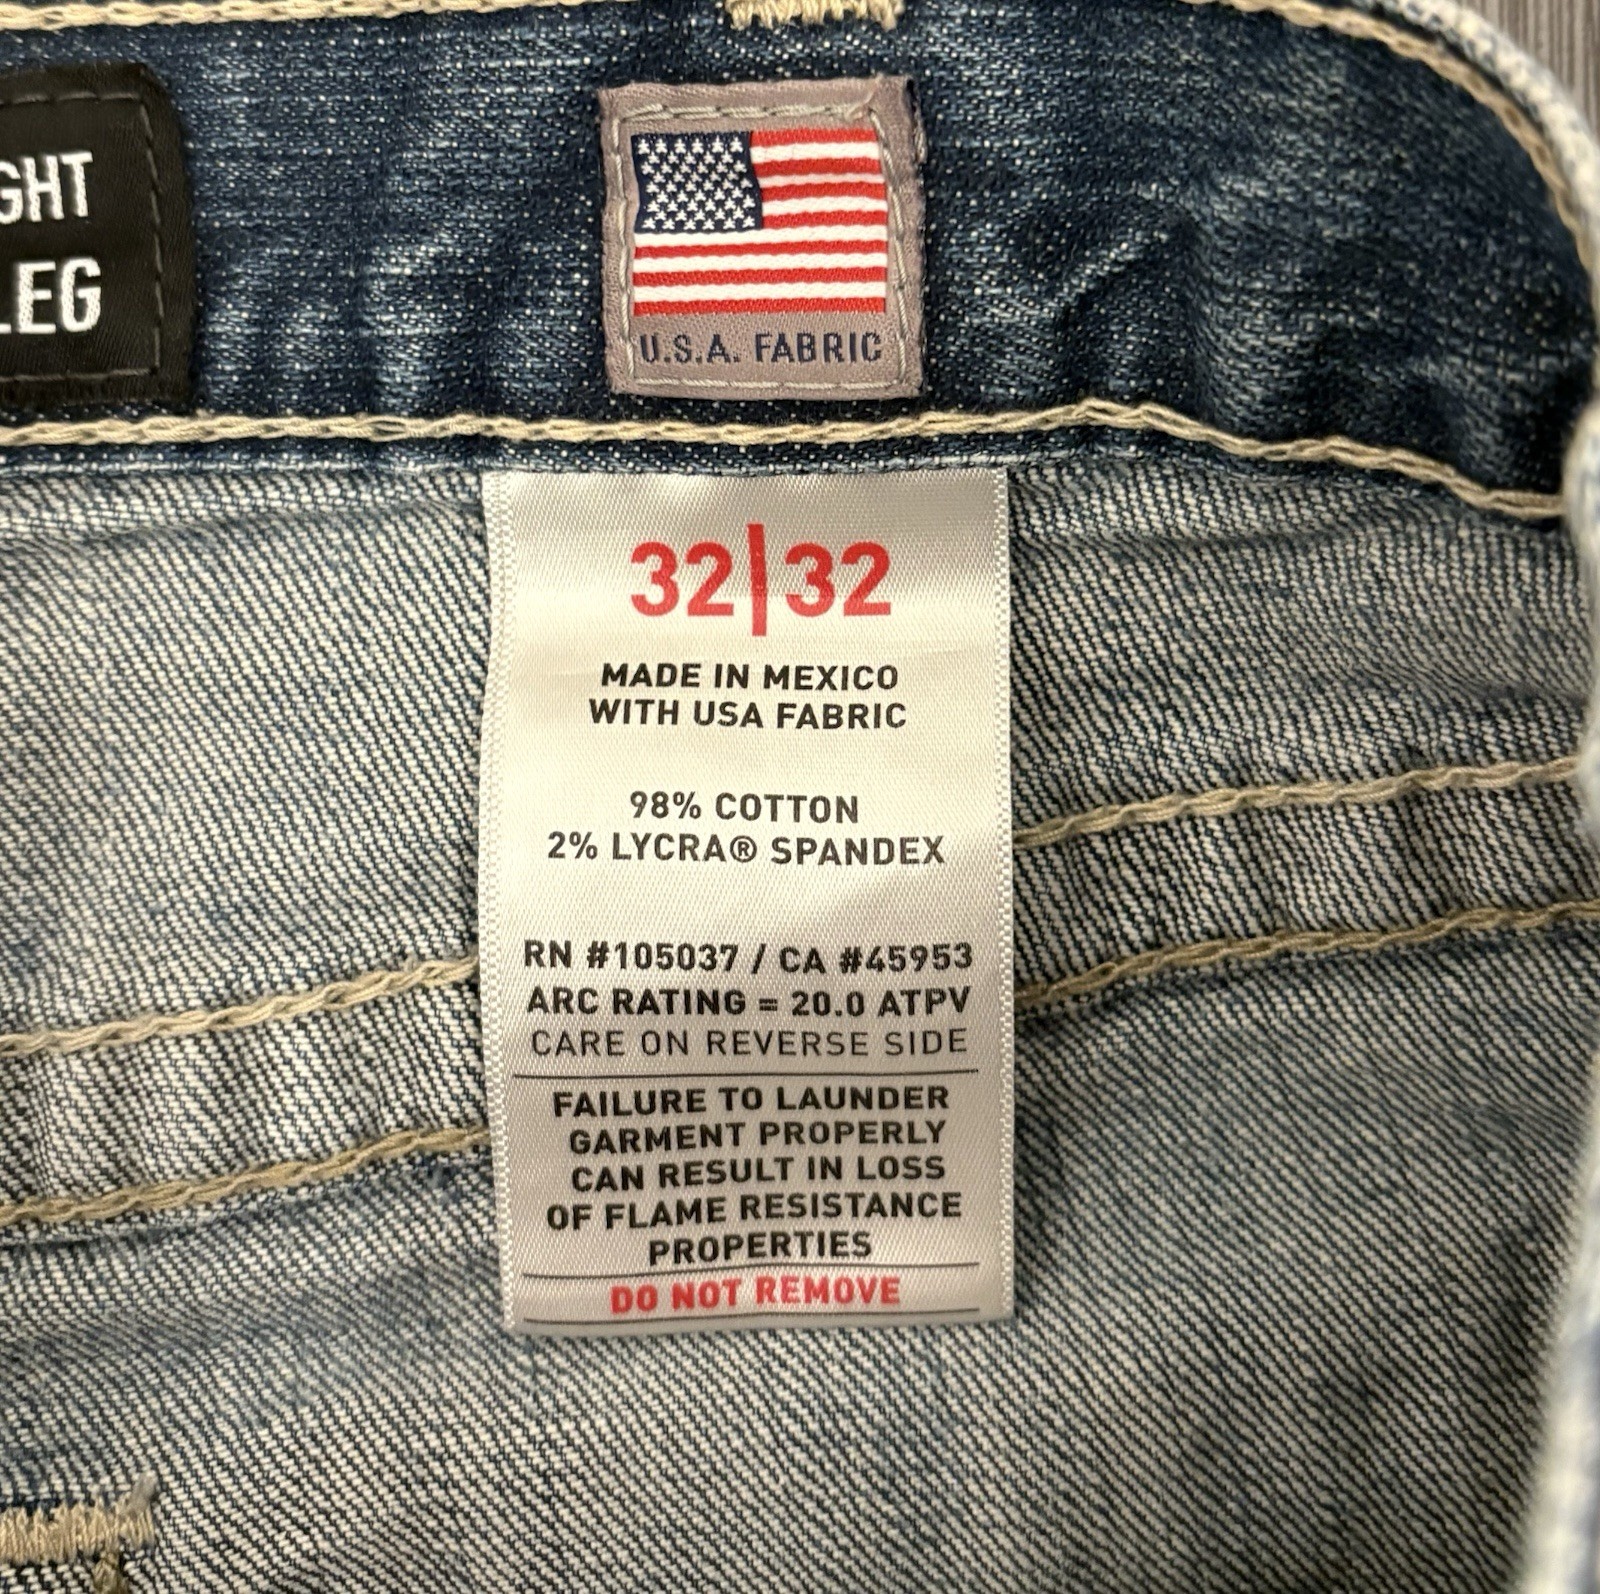 GHT
LEG
U.S.A. FABRIC
32|32
MADE IN MEXICO
WITH USA FABRIC
98% COTTON
2% LYCRA® SPANDEX
RN #105037 / CA #45953
ARC RATING = 20.0 ATPV
CARE ON REVERSE SIDE
FAILURE TO LAUNDER
GARMENT PROPERLY
CAN RESULT IN LOSS
OF FLAME RESISTANCE
PROPERTIES
DO NOT REMOVE